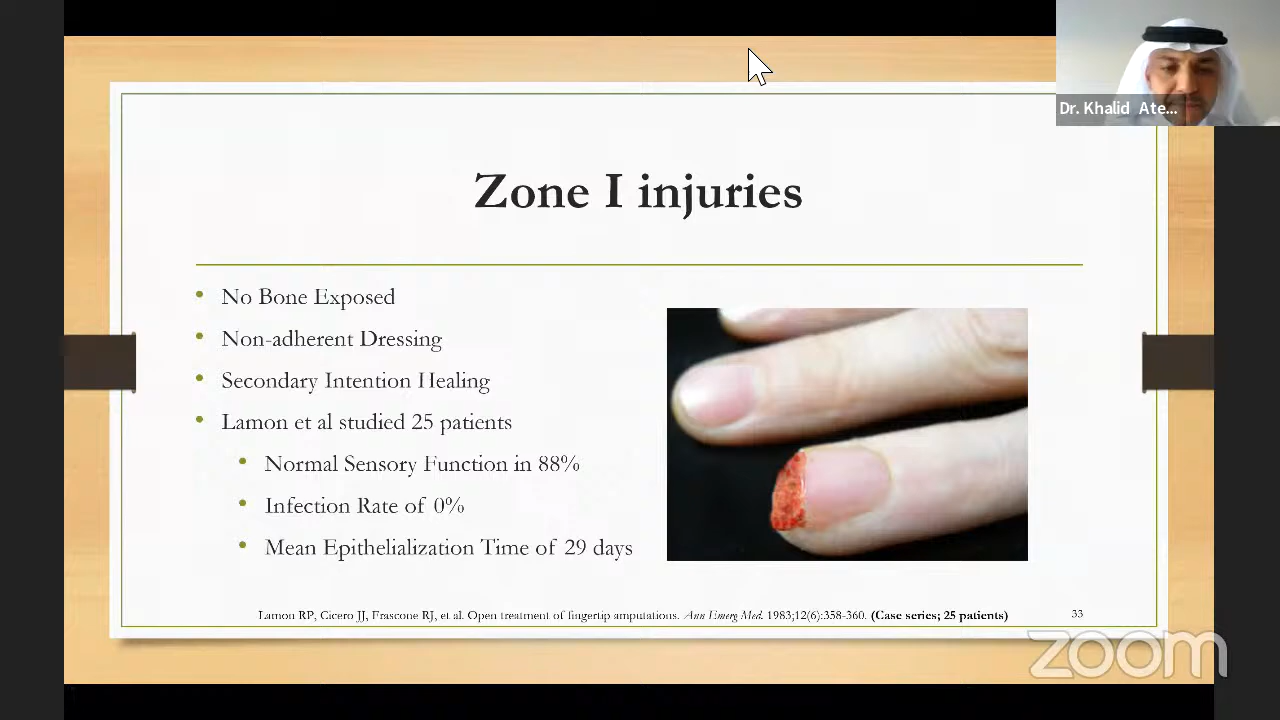 Dr. Khalid Ate...
Zone I injuries
• No Bone Exposed
• Non-adherent Dressing
• Secondary Intention Healing
• Lamon et al studied 25 patients
• Normal Sensory Function in 88%
• Infection Rate of 0%
• Mean Epithelialization Time of 29 days
Lamon RP, Cicero JJ, Frascone RJ, et al. Open treatment of fingertip amputations. Ann Emerg Med. 1983;12(6):358-360. (Case series; 25 patients)
33
zoom